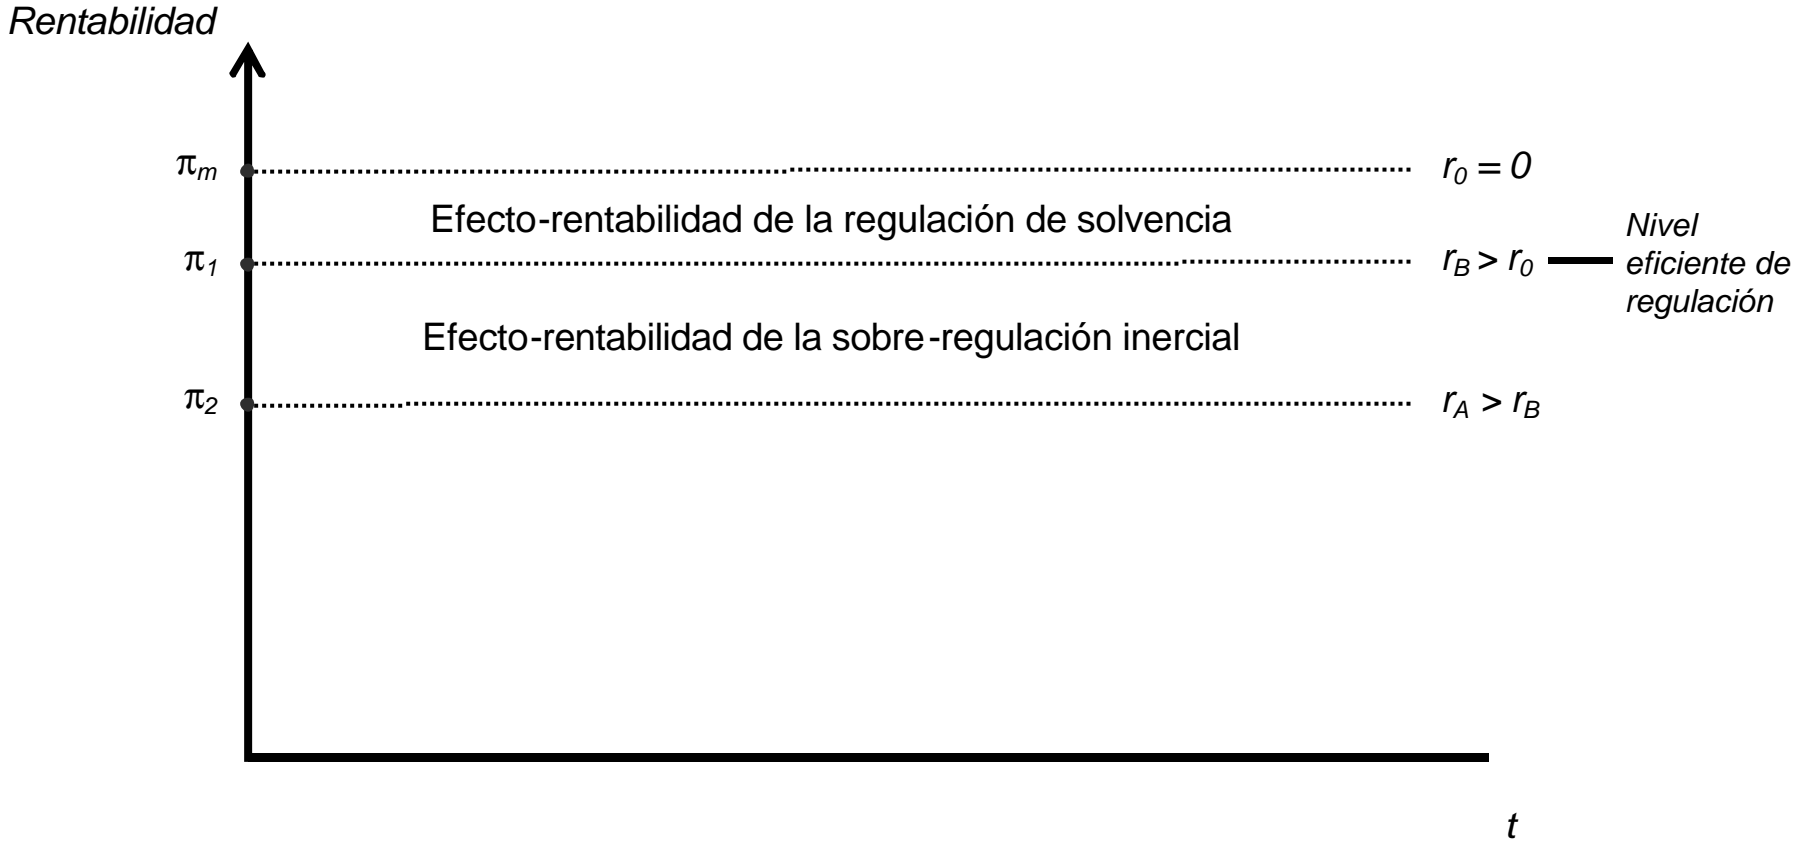 Rentabilidad
πm
r0 = 0
Efecto-rentabilidad de la regulación de solvencia
π1
rB > r0
Nivel
eficiente de
regulación
Efecto-rentabilidad de la sobre-regulación inercial
π2
rA > rB
t